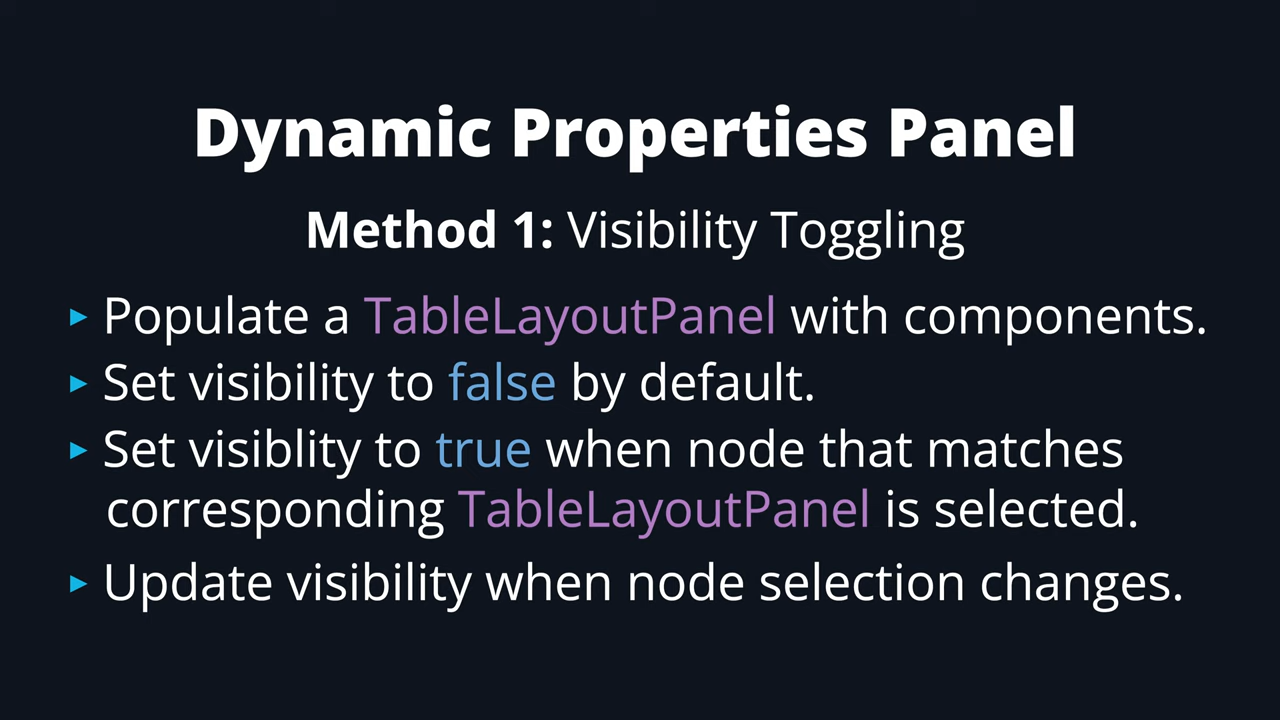 Dynamic Properties Panel
Method 1: Visibility Toggling
▸ Populate a TableLayoutPanel with components.
▸ Set visibility to false by default.
▸ Set visiblity to true when node that matches
corresponding TableLayoutPanel is selected.
▸ Update visibility when node selection changes.